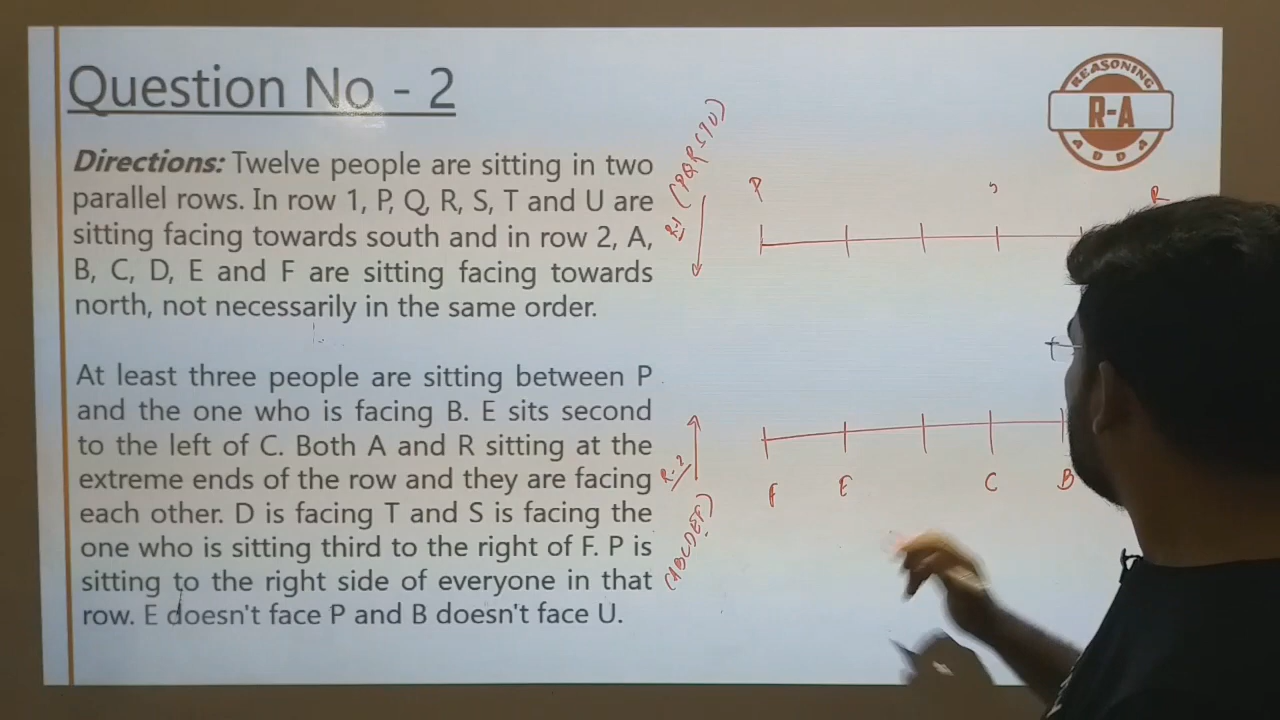 Question No - 2
REASONING
R-A
ADDA
Directions: Twelve people are sitting in two
parallel rows. In row 1, P, Q, R, S, T and U are
sitting facing towards south and in row 2, A,
B, C, D, E and F are sitting facing towards
north, not necessarily in the same order.
At least three people are sitting between P
and the one who is facing B. E sits second
to the left of C. Both A and R sitting at the
extreme ends of the row and they are facing
each other. D is facing T and S is facing the
one who is sitting third to the right of F. P is
sitting to the right side of everyone in that
row. E doesn't face P and B doesn't face U.
R-1 (PQRSTU)
P S R
R-2
(ABCDEF)
F E C B